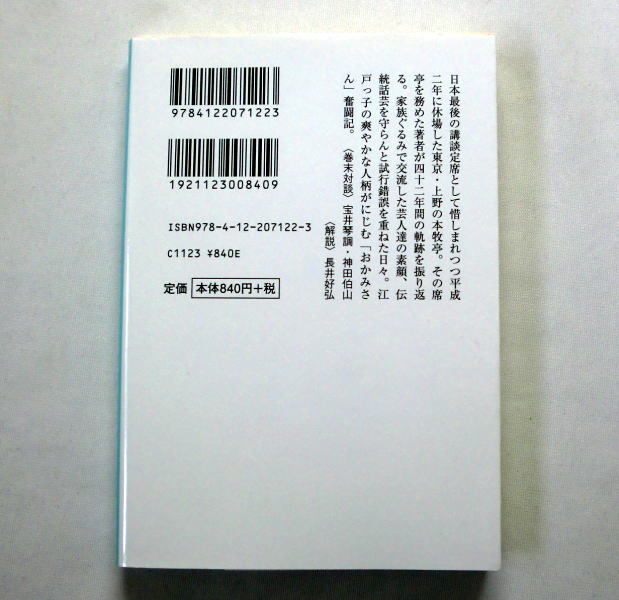 日本最後の講談定席として惜しまれつつ平成
二年に休場した東京・上野の本牧亭。その席
亭を務めた著者が四十二年間の軌跡を振り返
る。家族ぐるみで交流した芸人達の素顔、伝
統話芸を守らんと試行錯誤を重ねた日々。江
戸っ子の爽やかな人柄がにじむ「おかみさ
ん」奮闘記。〈巻末対談〉宝井琴調・神田伯山
〈解説〉長井好弘
9784122071223
1921123008409
ISBN978-4-12-207122-3
C1123 ¥840E
定価 本体840円+税